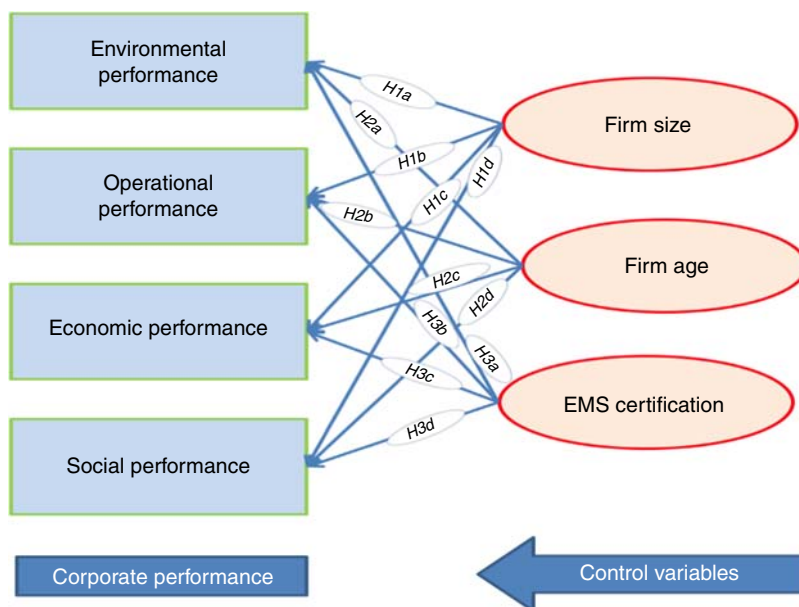 Environmental
performance
Operational
performance
Economic performance
Social performance
H1a
H2a
H1b
H1d
H1c
H2b
H2c
H2d
H3b
H3a
H3c
H3d
Firm size
Firm age
EMS certification
Corporate performance
Control variables